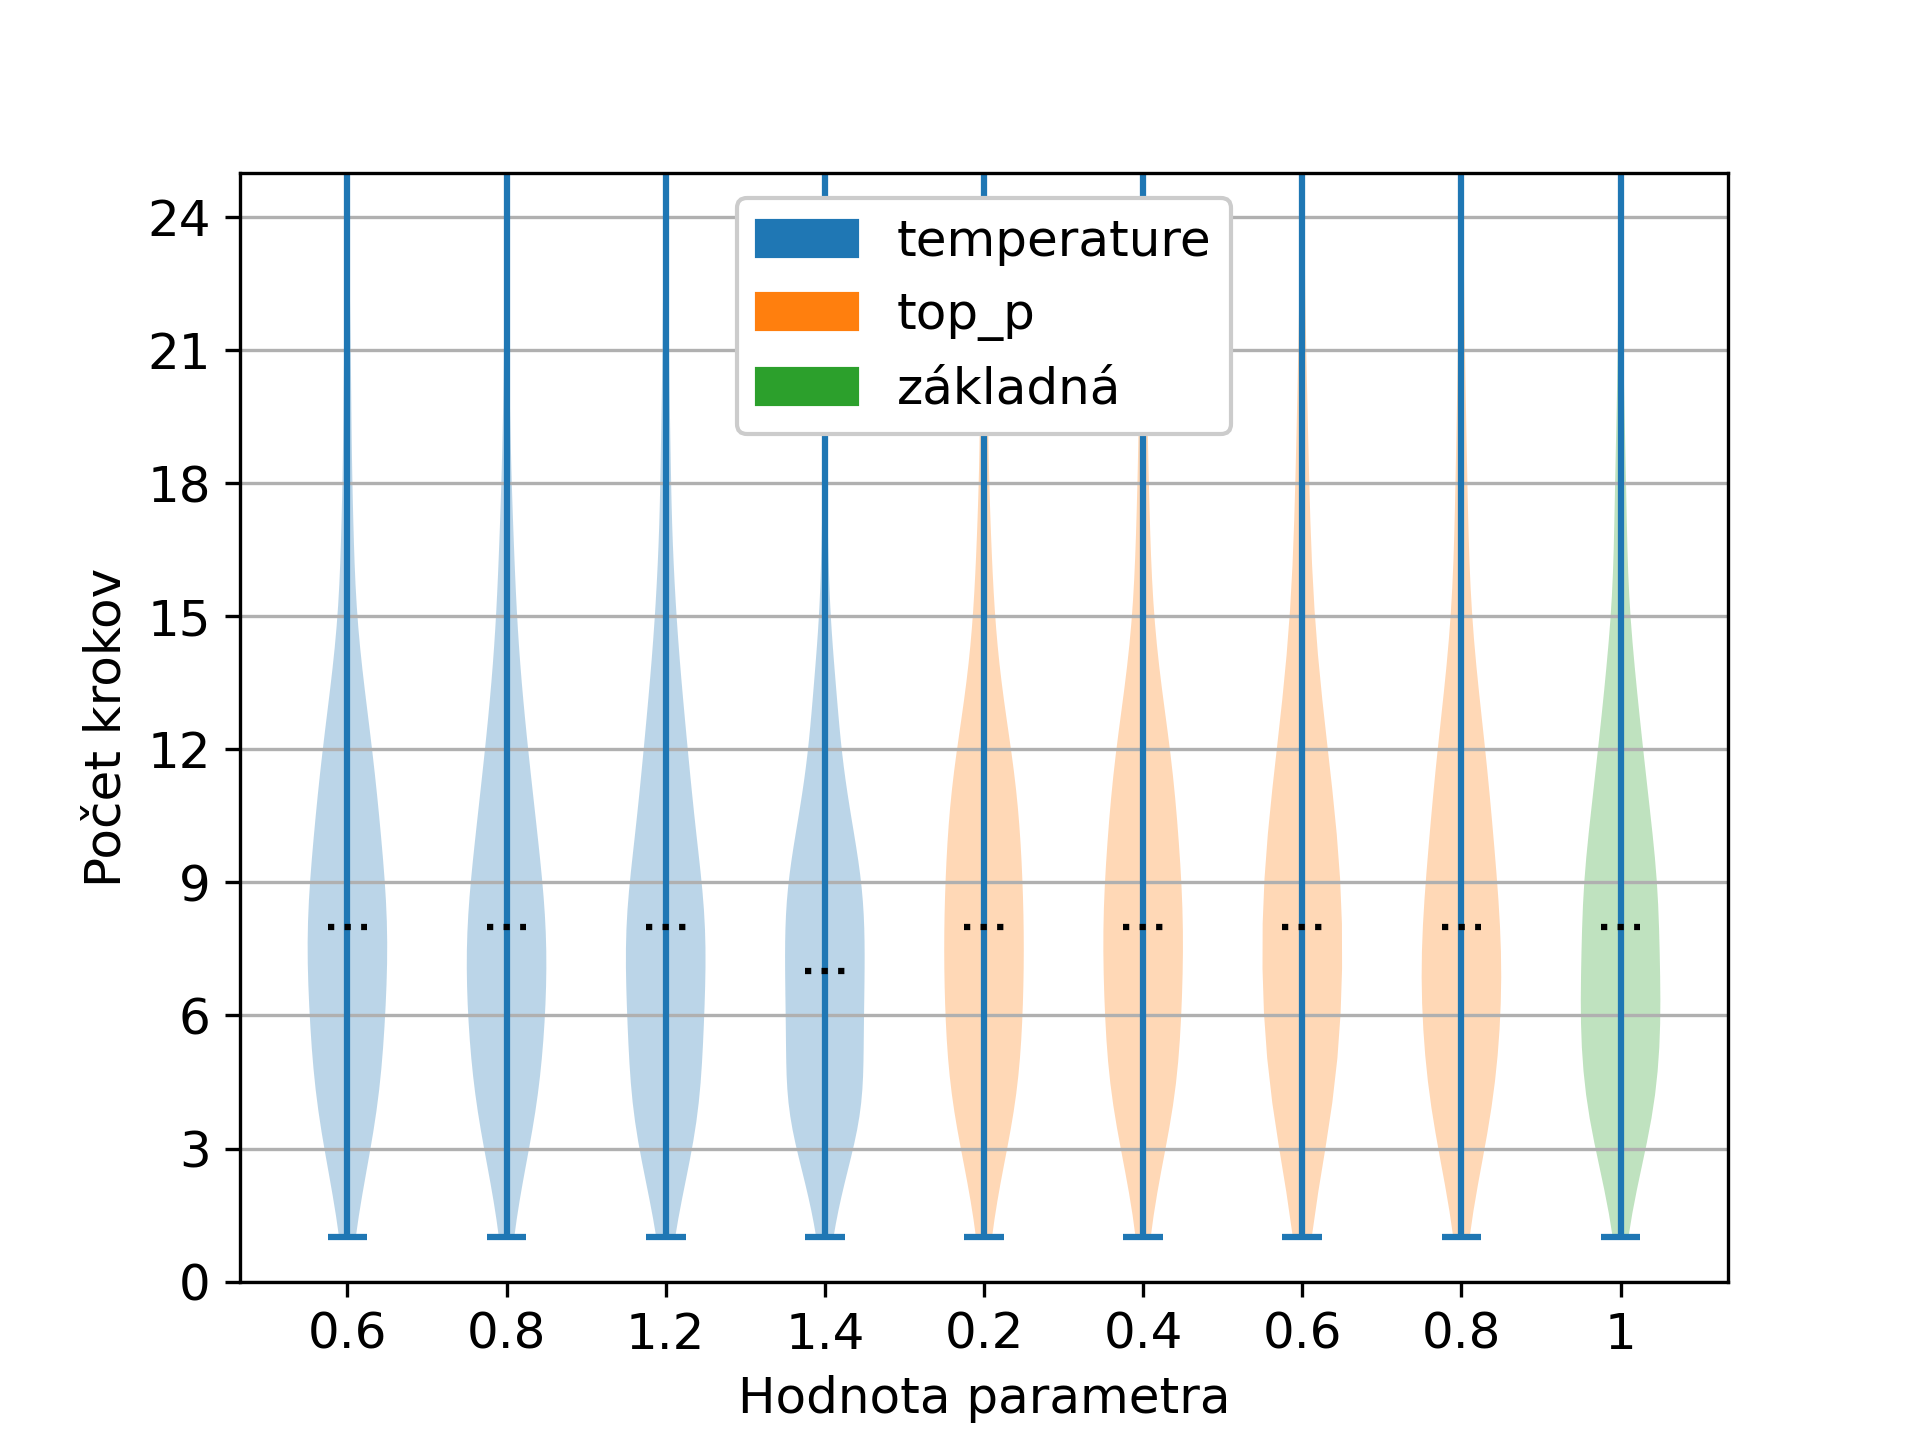 temperature
top_p
základná
24
21
18
15
12
9
6
3
0
Počet krokov
0.6 0.8 1.2 1.4 0.2 0.4 0.6 0.8 1
Hodnota parametra